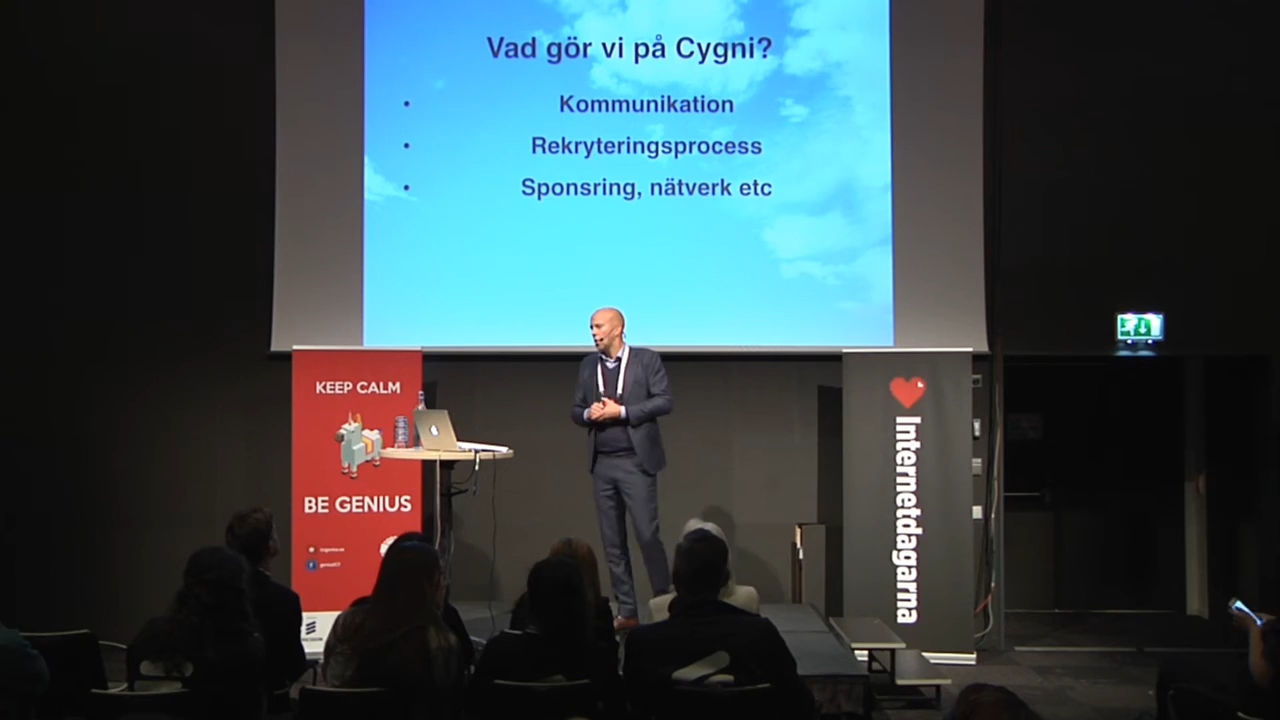 Vad gör vi på Cygni?
• Kommunikation
• Rekryteringsprocess
• Sponsring, nätverk etc
KEEP CALM
BE GENIUS
Internetdagarna